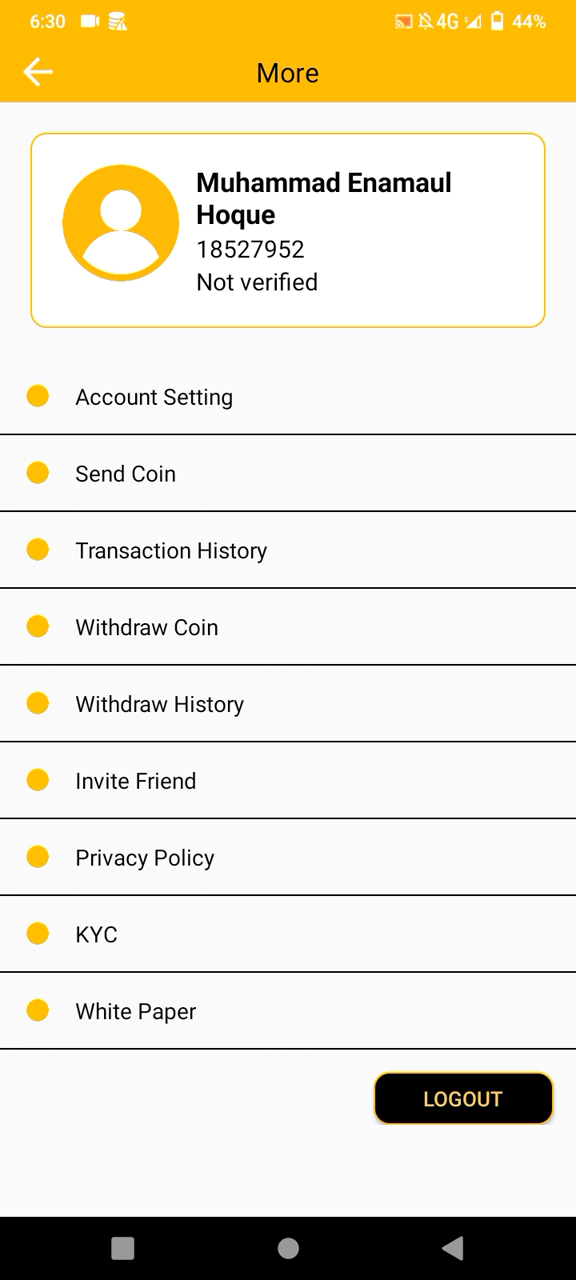 6:30 4G 44%
More
Muhammad Enamaul
Hoque
18527952
Not verified
Account Setting
Send Coin
Transaction History
Withdraw Coin
Withdraw History
Invite Friend
Privacy Policy
KYC
White Paper
LOGOUT